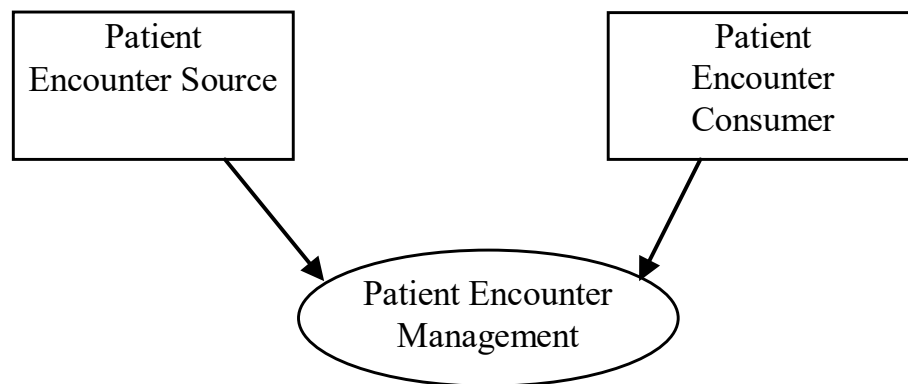 Patient
Encounter Source
Patient
Encounter
Consumer
Patient Encounter
Management